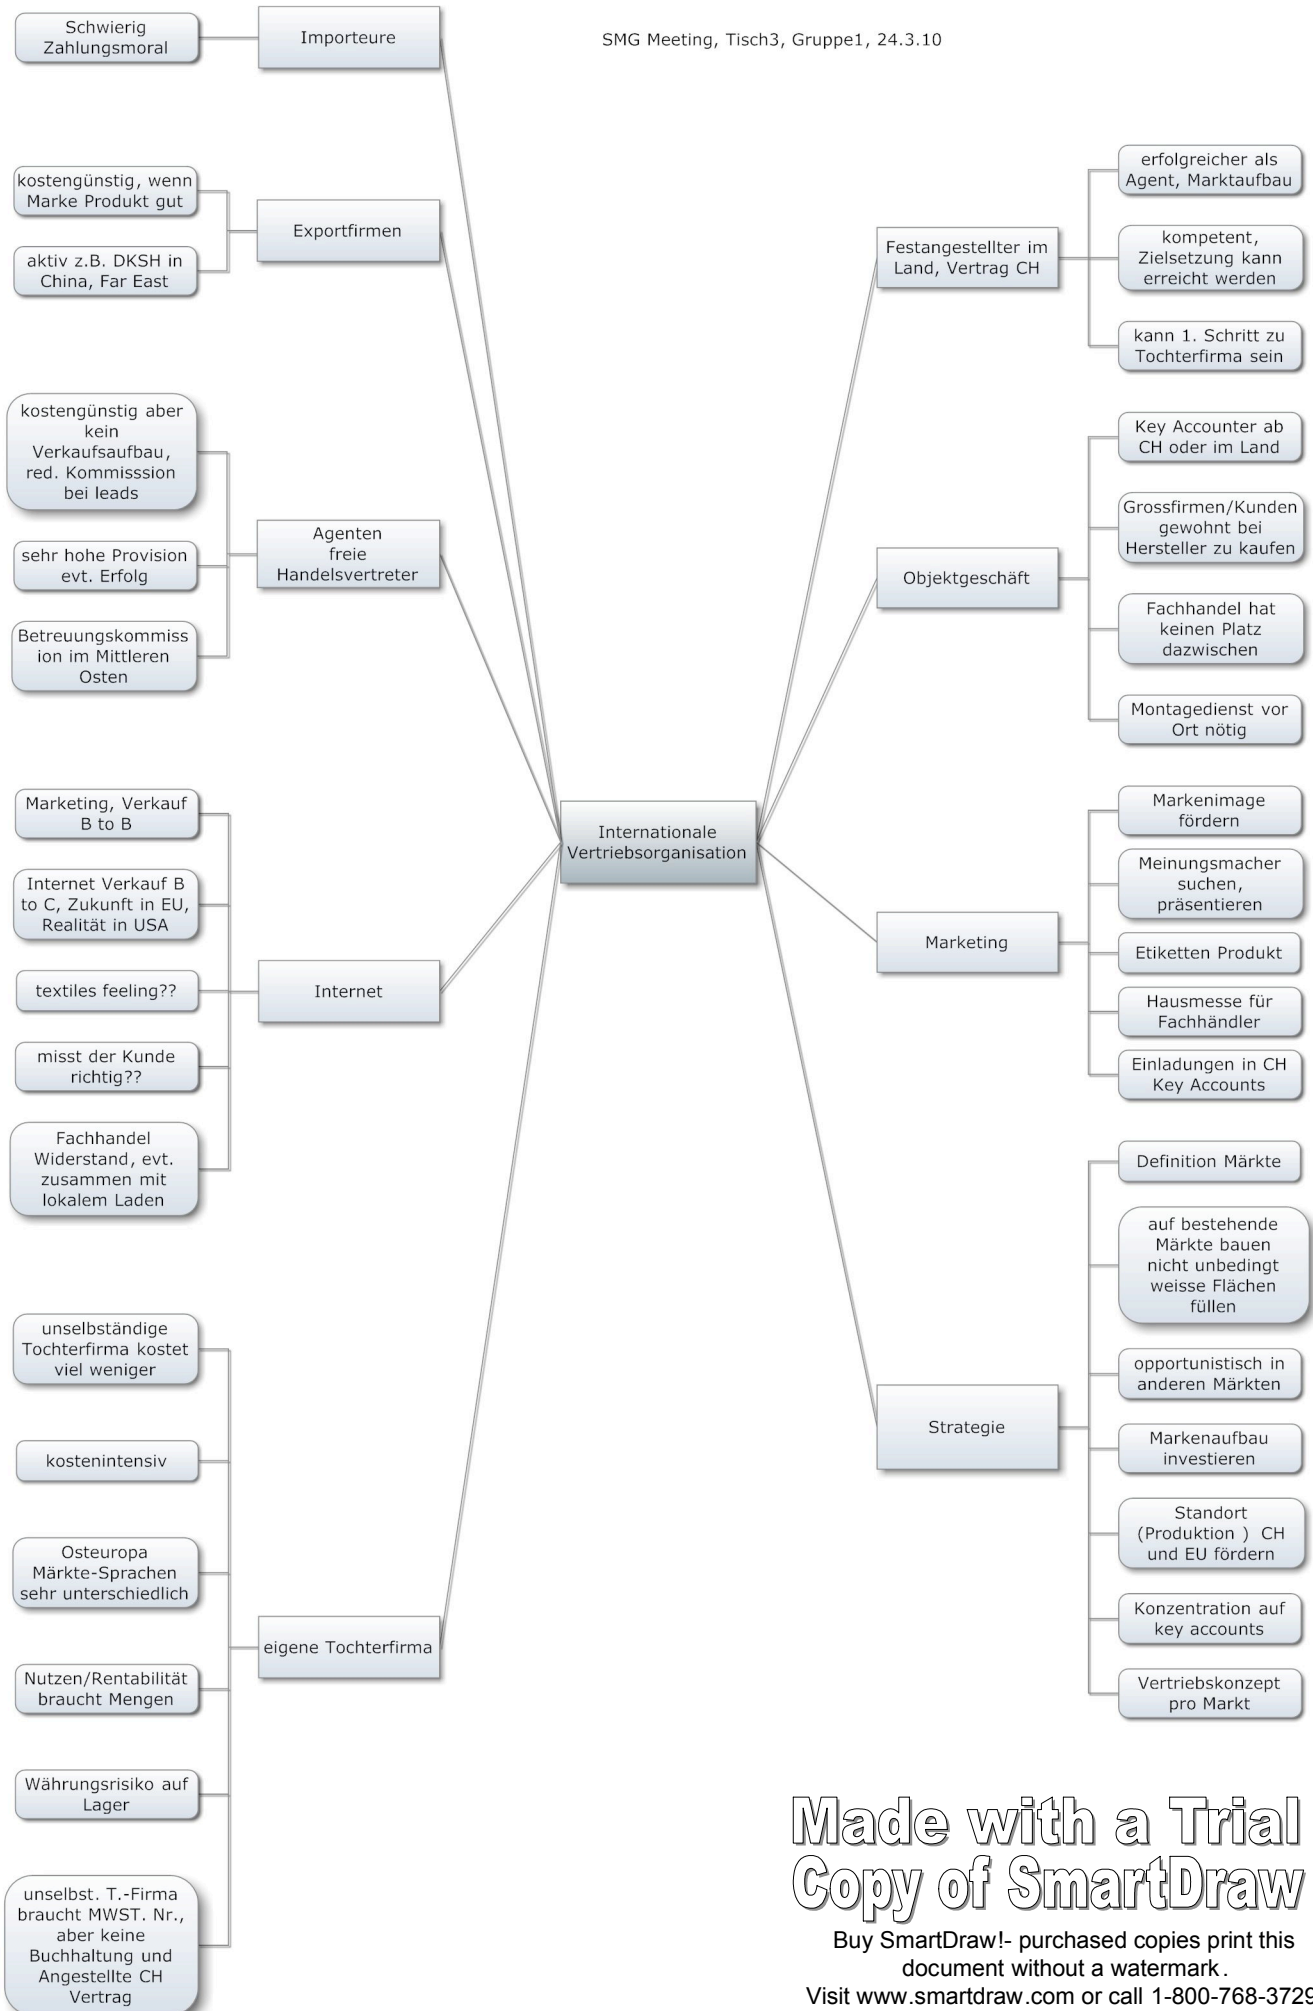 SMG Meeting, Tisch3, Gruppe1, 24.3.10
Schwierig
Zahlungsmoral
Importeure
kostengünstig, wenn
Marke Produkt gut
aktiv z.B. DKSH in
China, Far East
Exportfirmen
kostengünstig aber
kein
Verkaufsaufbau,
red. Kommisssion
bei leads
sehr hohe Provision
evt. Erfolg
Betreuungskommiss
ion im Mittleren
Osten
Agenten
freie
Handelsvertreter
Marketing, Verkauf
B to B
Internet Verkauf B
to C, Zukunft in EU,
Realität in USA
textiles feeling??
misst der Kunde
richtig??
Fachhandel
Widerstand, evt.
zusammen mit
lokalem Laden
Internet
unselbständige
Tochterfirma kostet
viel weniger
kostenintensiv
Osteuropa
Märkte-Sprachen
sehr unterschiedlich
Nutzen/Rentabilität
braucht Mengen
Währungsrisiko auf
Lager
unselbst. T.-Firma
braucht MWST. Nr.,
aber keine
Buchhaltung und
Angestellte CH
Vertrag
eigene Tochterfirma
Internationale
Vertriebsorganisation
Festangestellter im
Land, Vertrag CH
erfolgreicher als
Agent, Marktaufbau
kompetent,
Zielsetzung kann
erreicht werden
kann 1. Schritt zu
Tochterfirma sein
Objektgeschäft
Key Accounter ab
CH oder im Land
Grossfirmen/Kunden
gewohnt bei
Hersteller zu kaufen
Fachhandel hat
keinen Platz
dazwischen
Montagedienst vor
Ort nötig
Marketing
Markenimage
fördern
Meinungsmacher
suchen,
präsentieren
Etiketten Produkt
Hausmesse für
Fachhändler
Einladungen in CH
Key Accounts
Strategie
Definition Märkte
auf bestehende
Märkte bauen
nicht unbedingt
weisse Flächen
füllen
opportunistisch in
anderen Märkten
Markenaufbau
investieren
Standort
(Produktion ) CH
und EU fördern
Konzentration auf
key accounts
Vertriebskonzept
pro Markt
Made with a Trial
Copy of SmartDraw
Buy SmartDraw!- purchased copies print this
document without a watermark .
Visit www.smartdraw.com or call 1-800-768-3729